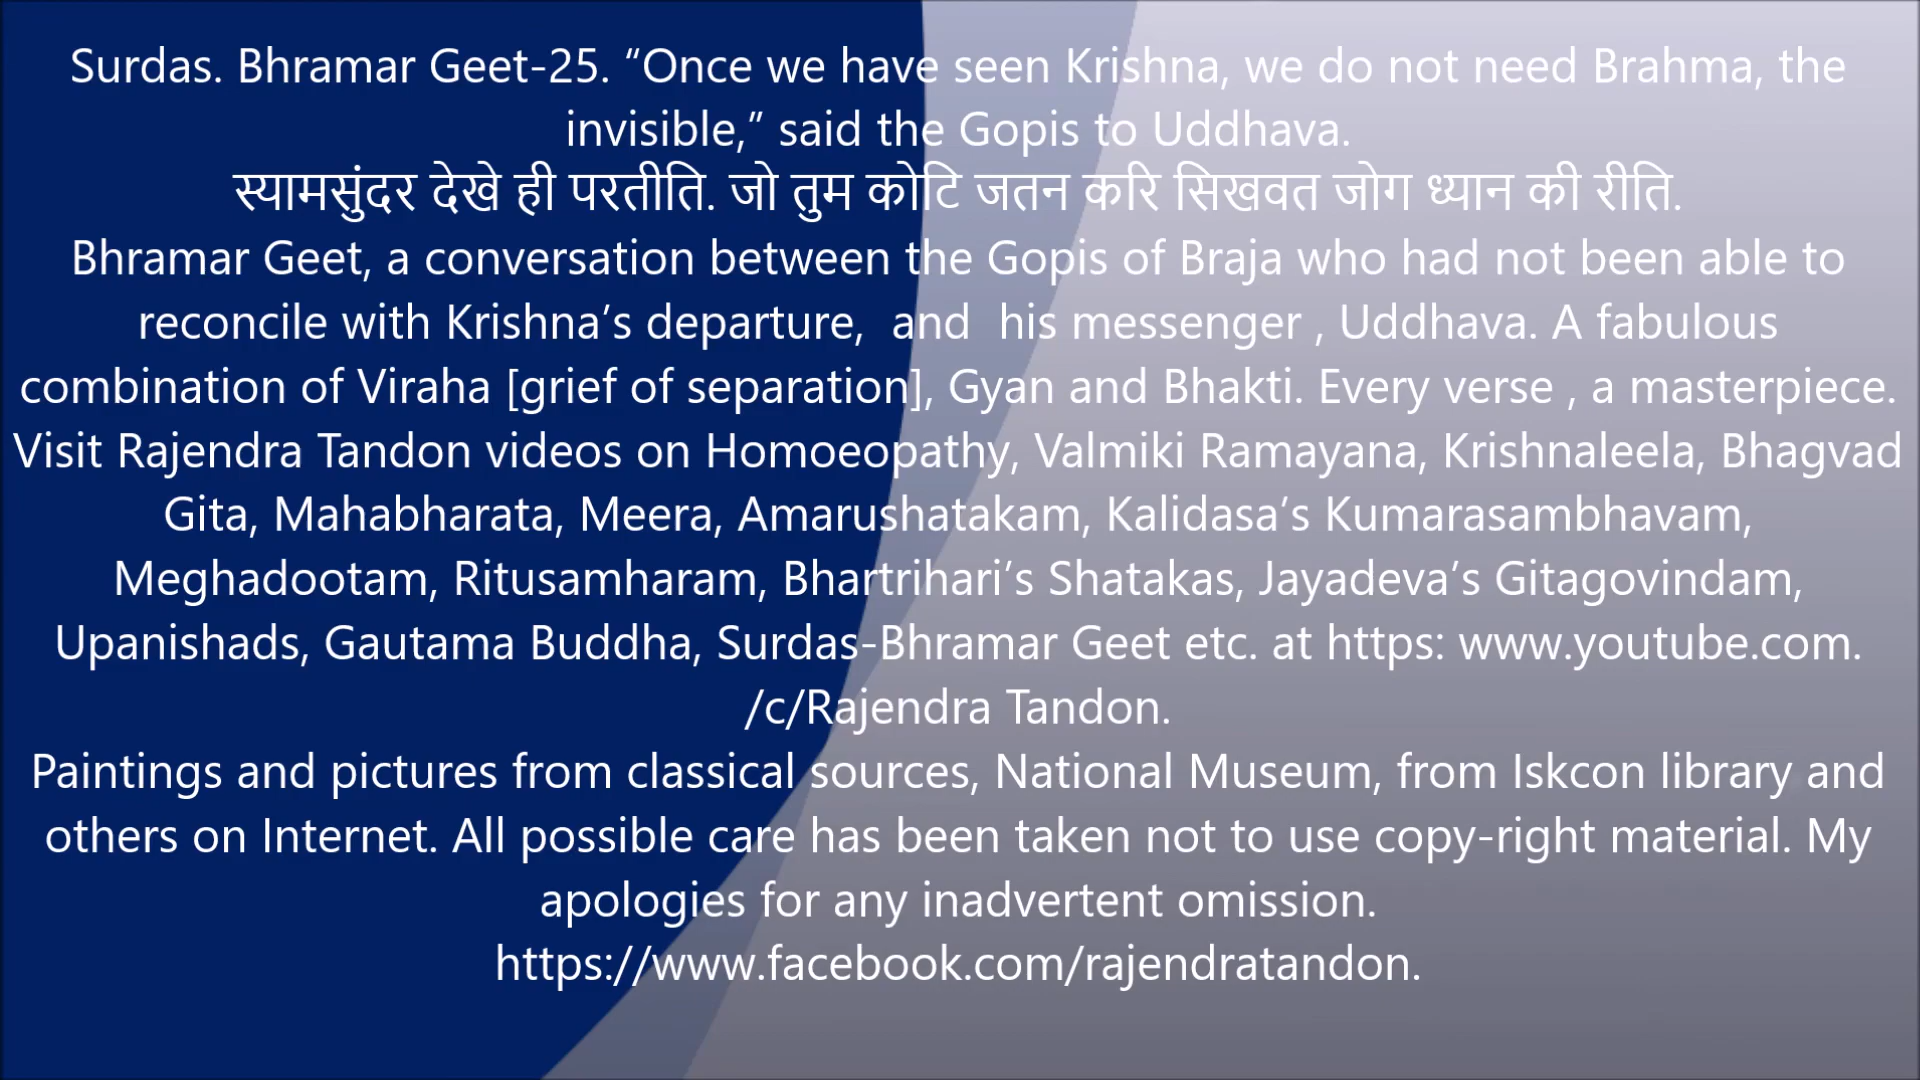 Surdas. Bhramar Geet-25. “Once we have seen Krishna, we do not need Brahma, the
invisible,” said the Gopis to Uddhava.
स्यामसुंदर देखे ही परतीति. जो तुम कोटि जतन करि सिखवत जोग ध्यान की रीति.
Bhramar Geet, a conversation between the Gopis of Braja who had not been able to
reconcile with Krishna’s departure,  and  his messenger , Uddhava. A fabulous
combination of Viraha [grief of separation], Gyan and Bhakti. Every verse , a masterpiece.
Visit Rajendra Tandon videos on Homoeopathy, Valmiki Ramayana, Krishnaleela, Bhagvad
Gita, Mahabharata, Meera, Amarushatakam, Kalidasa’s Kumarasambhavam,
Meghadootam, Ritusamharam, Bhartrihari’s Shatakas, Jayadeva’s Gitagovindam,
Upanishads, Gautama Buddha, Surdas-Bhramar Geet etc. at https: www.youtube.com.
/c/Rajendra Tandon.
Paintings and pictures from classical sources, National Museum, from Iskcon library and
others on Internet. All possible care has been taken not to use copy-right material. My
apologies for any inadvertent omission.
https://www.facebook.com/rajendratandon.